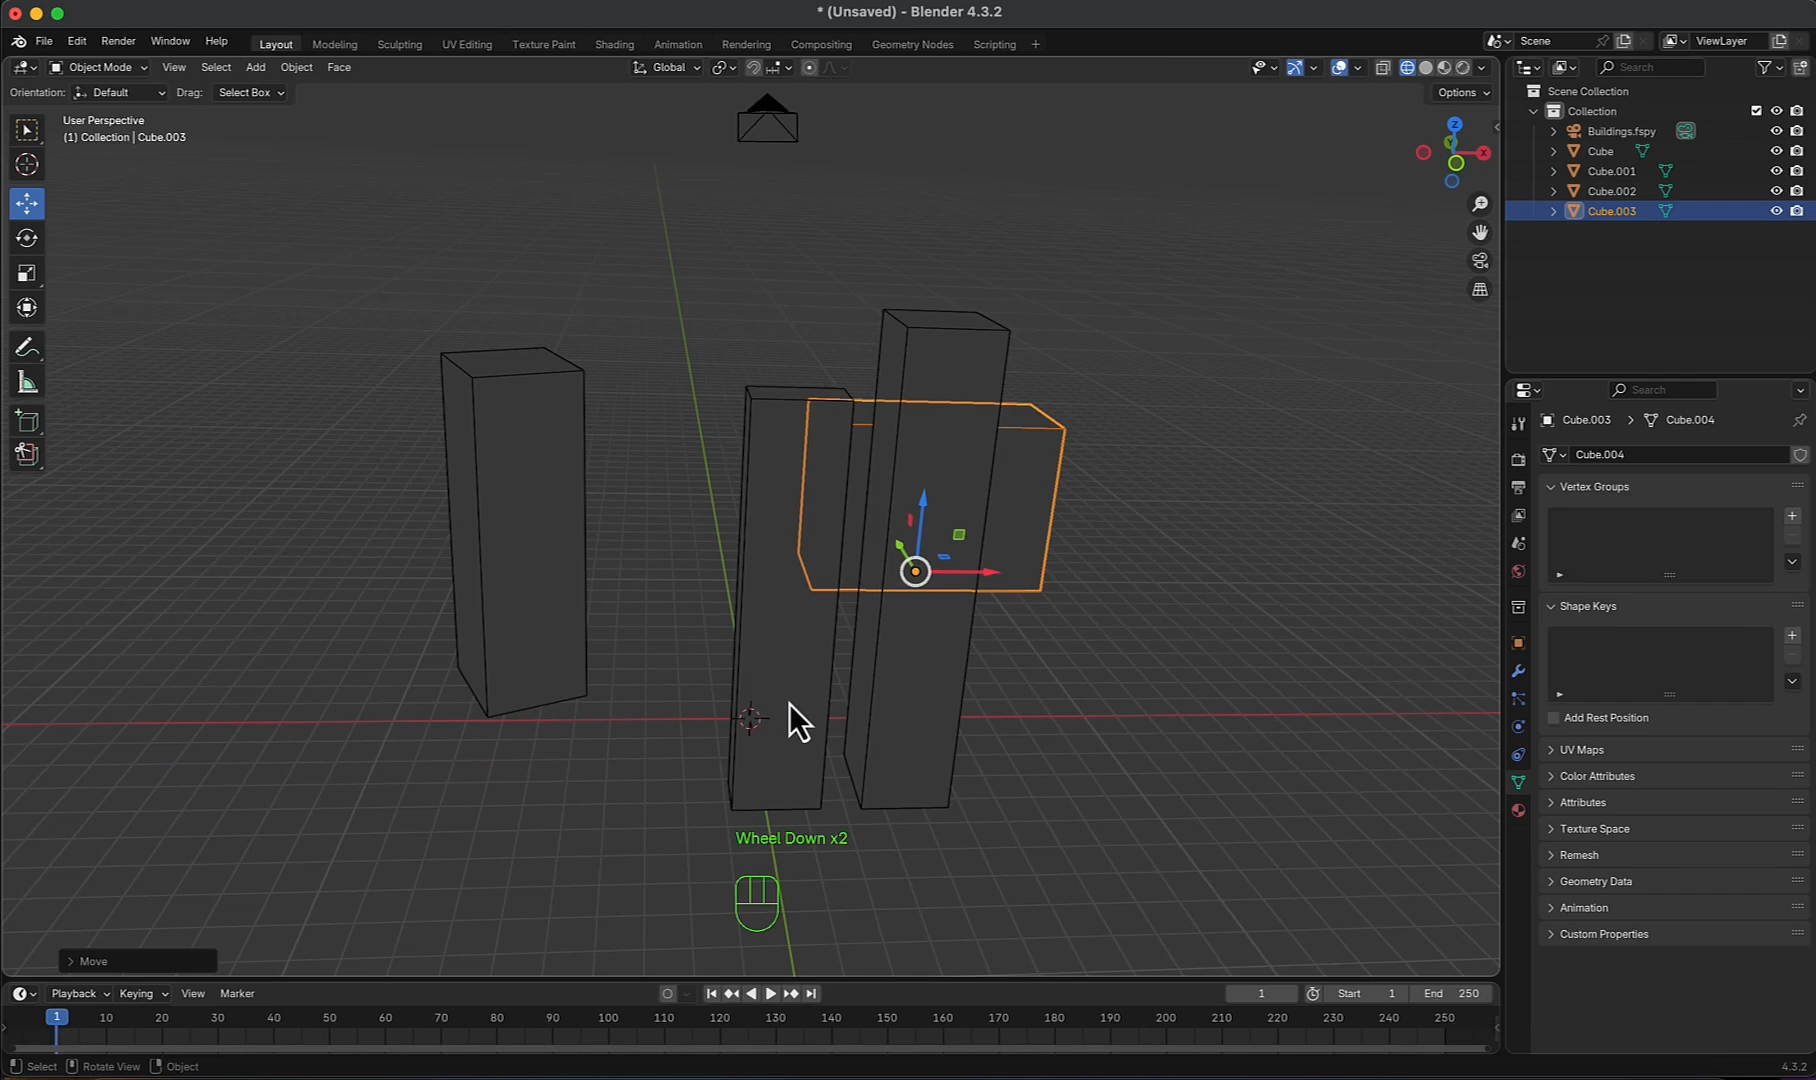 * (Unsaved) - Blender 4.3.2
File Edit Render Window Help
Layout Modeling Sculpting UV Editing Texture Paint Shading Animation Rendering Compositing Geometry Nodes Scripting +
Scene
ViewLayer
Object Mode View Select Add Object Face
Global
Search
Orientation: Default Drag: Select Box
Options
User Perspective
(1) Collection | Cube.003
Z
Y
X
Scene Collection
Collection
Buildings.fspy
Cube
Cube.001
Cube.002
Cube.003
Search
Cube.003 > Cube.004
Cube.004
Vertex Groups
Shape Keys
Add Rest Position
UV Maps
Color Attributes
Attributes
Texture Space
Remesh
Geometry Data
Animation
Custom Properties
Wheel Down x2
> Move
Playback Keying View Marker
1
Start 1
End 250
1 10 20 30 40 50 60 70 80 90 100 110 120 130 140 150 160 170 180 190 200 210 220 230 240 250
Select Rotate View Object
4.3.2